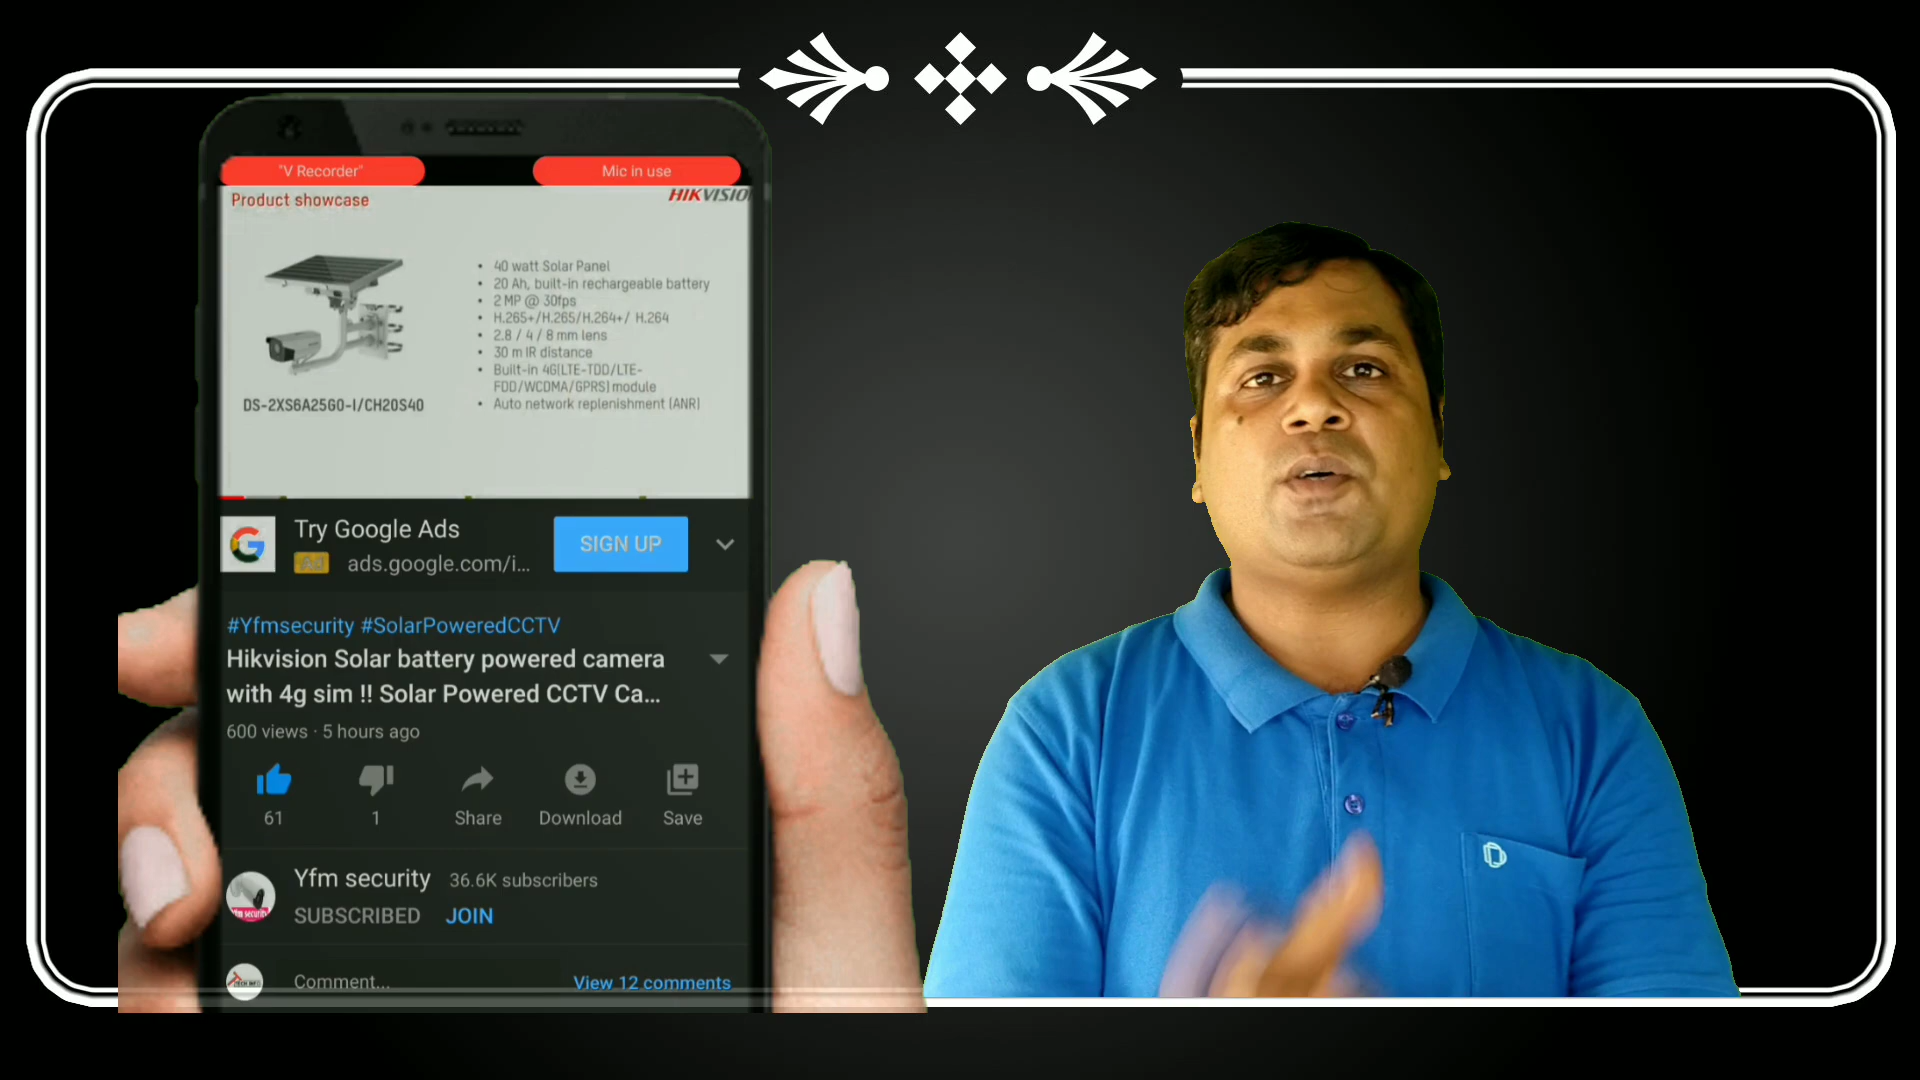 "V Recorder"
Mic in use
Product showcase
HIKVISIO
40 watt Solar Panel
20 Ah, built-in rechargeable battery
2 MP @ 30fps
H.265+/H.265/H.264+/ H.264
2.8 / 4 / 8 mm lens
30 m IR distance
Built-in 4G(LTE-TDD/LTE-
FDD/WCDMA/GPRS) module
Auto network replenishment (ANR)
DS-2XS6A25G0-I/CH20S40
Try Google Ads
SIGN UP
Ad
ads.google.com/i...
#Yfmsecurity #SolarPoweredCCTV
Hikvision Solar battery powered camera
with 4g sim !! Solar Powered CCTV Ca...
600 views · 5 hours ago
61
1
Share
Download
Save
Yfm security
36.6K subscribers
SUBSCRIBED
JOIN
Yfm security
Comment...
View 12 comments